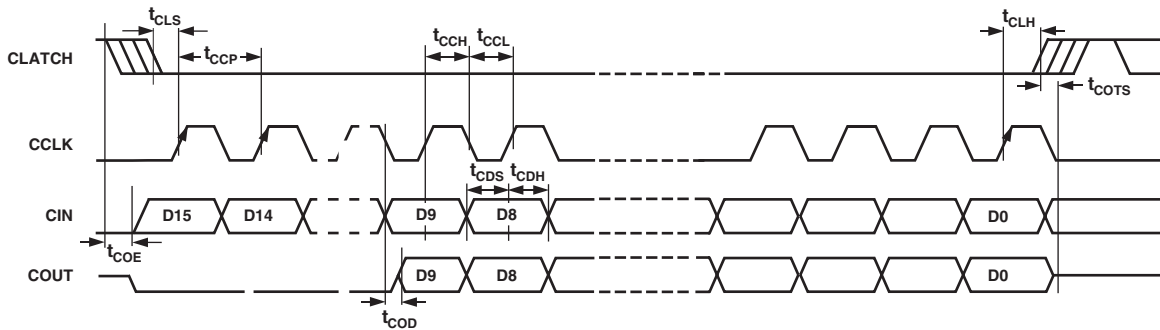 tCLS
tCCP
tCCH
tCCL
tCLH
CLATCH
tCOTS
CCLK
tCDS
tCDH
CIN
D15
D14
D9
D8
D0
tCOE
COUT
D9
D8
D0
tCOD